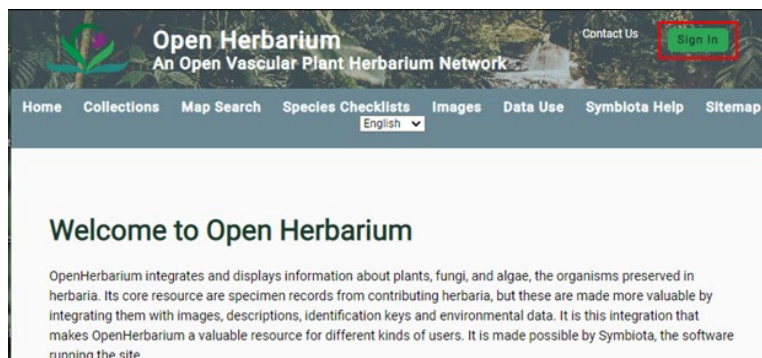 Open Herbarium
An Open Vascular Plant Herbarium Network
Contact Us
Sign In
Home Collections Map Search Species Checklists Images Data Use Symbiota Help Sitemap
English
Welcome to Open Herbarium
OpenHerbarium integrates and displays information about plants, fungi, and algae, the organisms preserved in
herbaria. Its core resource are specimen records from contributing herbaria, but these are made more valuable by
integrating them with images, descriptions, identification keys and environmental data. It is this integration that
makes OpenHerbarium a valuable resource for different kinds of users. It is made possible by Symbiota, the software
running the site